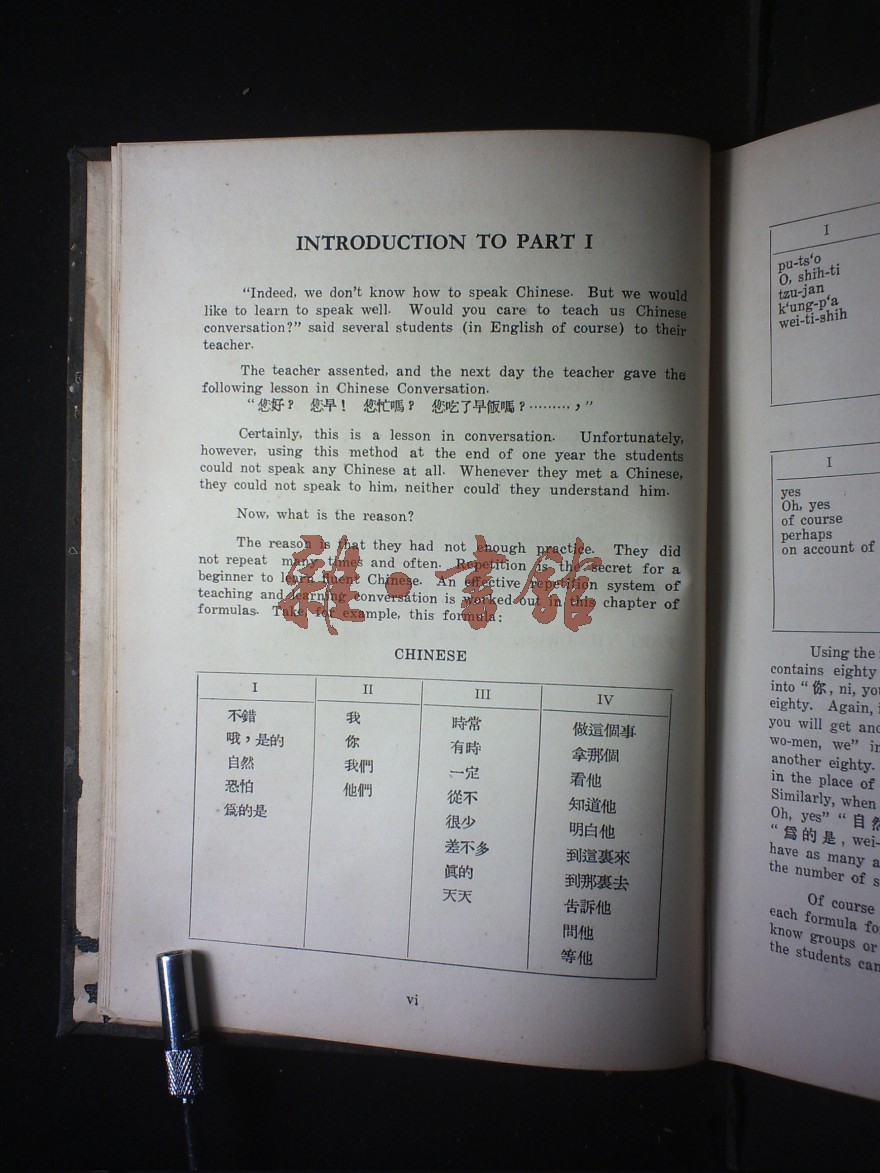 INTRODUCTION TO PART I
"Indeed, we don't know how to speak Chinese. But we would
like to learn to speak well. Would you care to teach us Chinese
conversation?" said several students (in English of course) to their
teacher.
The teacher assented, and the next day the teacher gave the
following lesson in Chinese Conversation.
"您好? 您早! 您忙嗎? 您吃了早飯嗎?………,"
Certainly, this is a lesson in conversation. Unfortunately,
however, using this method at the end of one year the students
could not speak any Chinese at all. Whenever they met a Chinese,
they could not speak to him, neither could they understand him.
Now, what is the reason?
The reason is that they had not enough practice. They did
not repeat many times and often. Repetition is the secret for a
beginner to learn fluent Chinese. An effective repetition system of
teaching and learning conversation is worked out in this chapter of
formulas. Take, for example, this formula:
雜·書館
CHINESE
I
不錯
哦,是的
自然
恐怕
爲的是
II
我
你
我們
他們
III
時常
有時
一定
從不
很少
差不多
眞的
天天
IV
做這個事
拿那個
看他
知道他
明白他
到這裏來
到那裏去
告訴他
問他
等他
vi
I
pu-ts'o
O, shih-ti
tzu-jan
k'ung-p'a
wei-ti-shih
I
yes
Oh, yes
of course
perhaps
on account of
Using the
contains eighty
into "你, ni, you
eighty. Again, i
you will get ano
wo-men, we" in
another eighty.
in the place of
Similarly, when
Oh, yes" "自然
"爲的是, wei-
have as many a
the number of s
Of course
each formula fo
know groups or
the students can